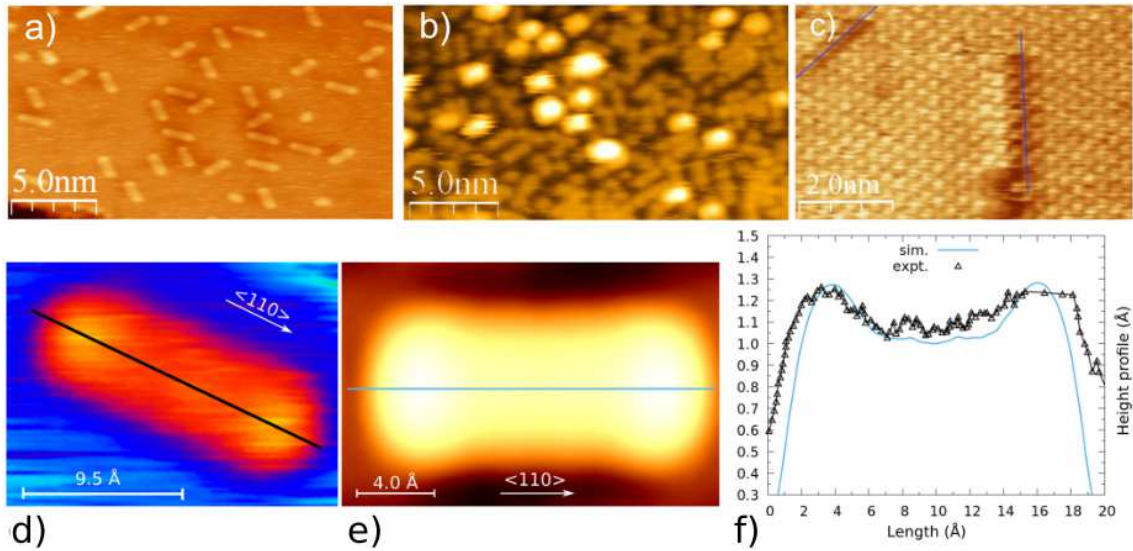 a)
5.0nm
b)
5.0nm
c)
2.0nm
<110>
9.5 Å
d)
4.0 Å
<110>
e)
sim.
expt.
1.5
1.4
1.3
1.2
1.1
1.0
0.9
0.8
0.7
0.6
0.5
0.4
0.3
0 2 4 6 8 10 12 14 16 18 20
Length (Å)
Height profile (Å)
f)